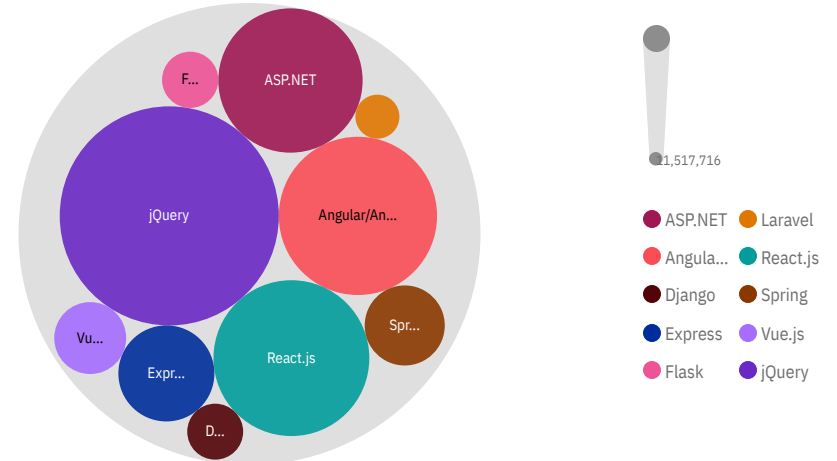 F...
ASP.NET
jQuery
Angular/An...
Vu...
Expr...
React.js
Spr...
D...
11,517,716
ASP.NET
Laravel
Angula...
React.js
Django
Spring
Express
Vue.js
Flask
jQuery